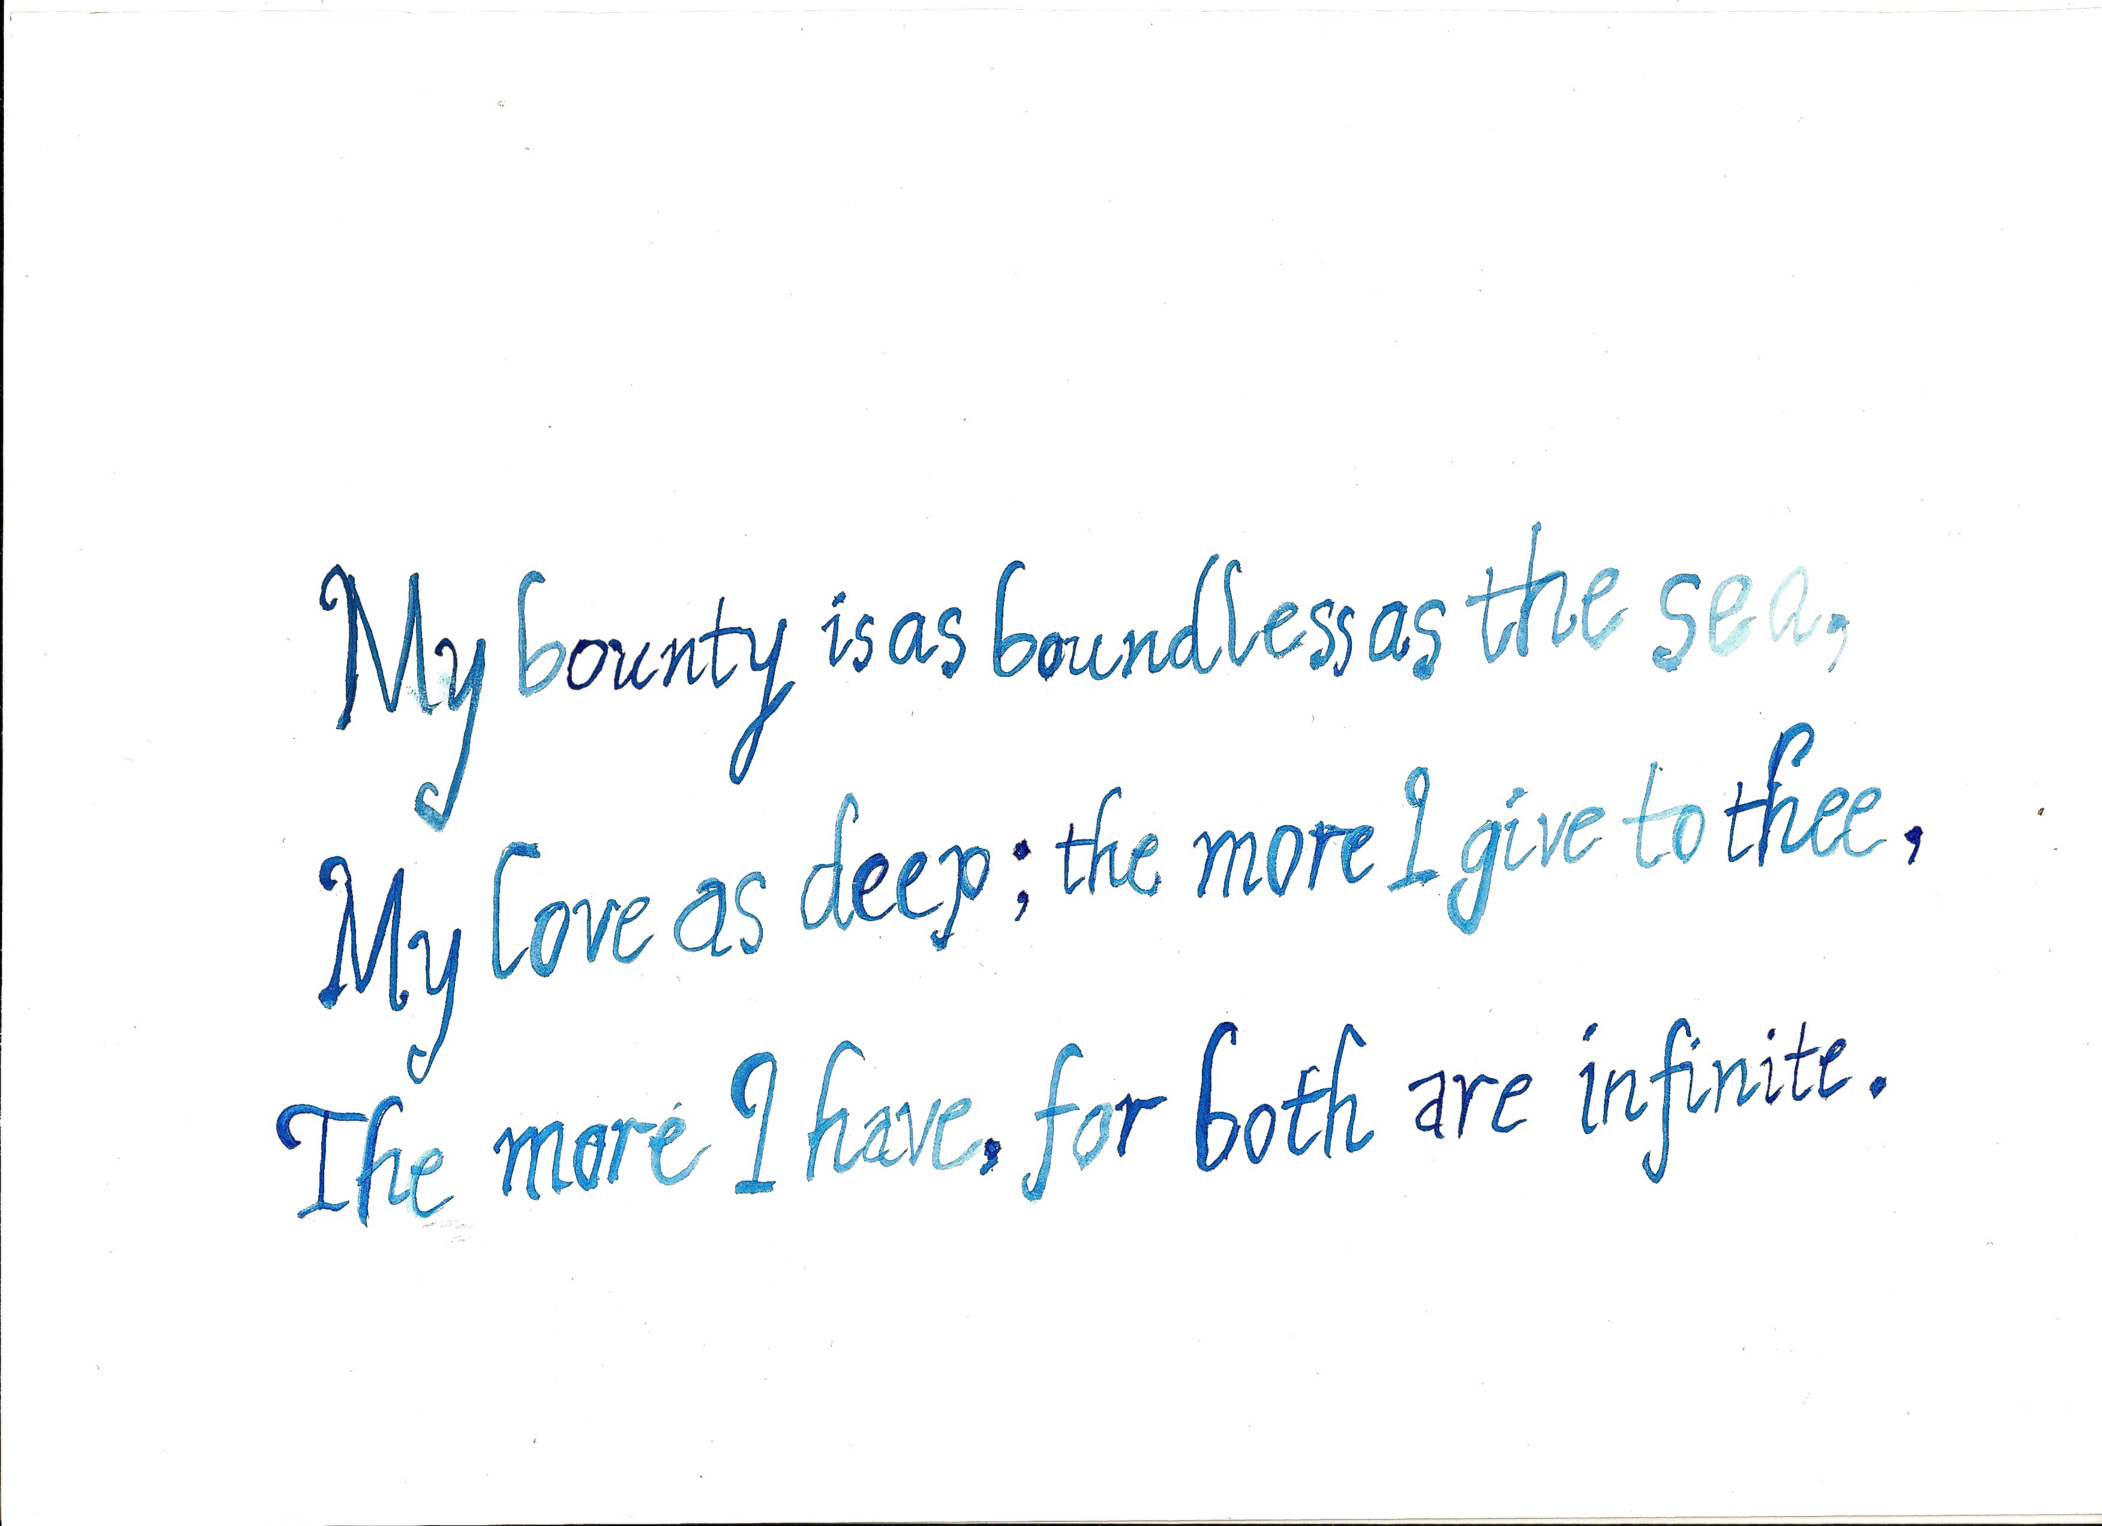 My bounty is as boundless as the sea,
My love as deep; the more I give to thee,
The more I have, for both are infinite.